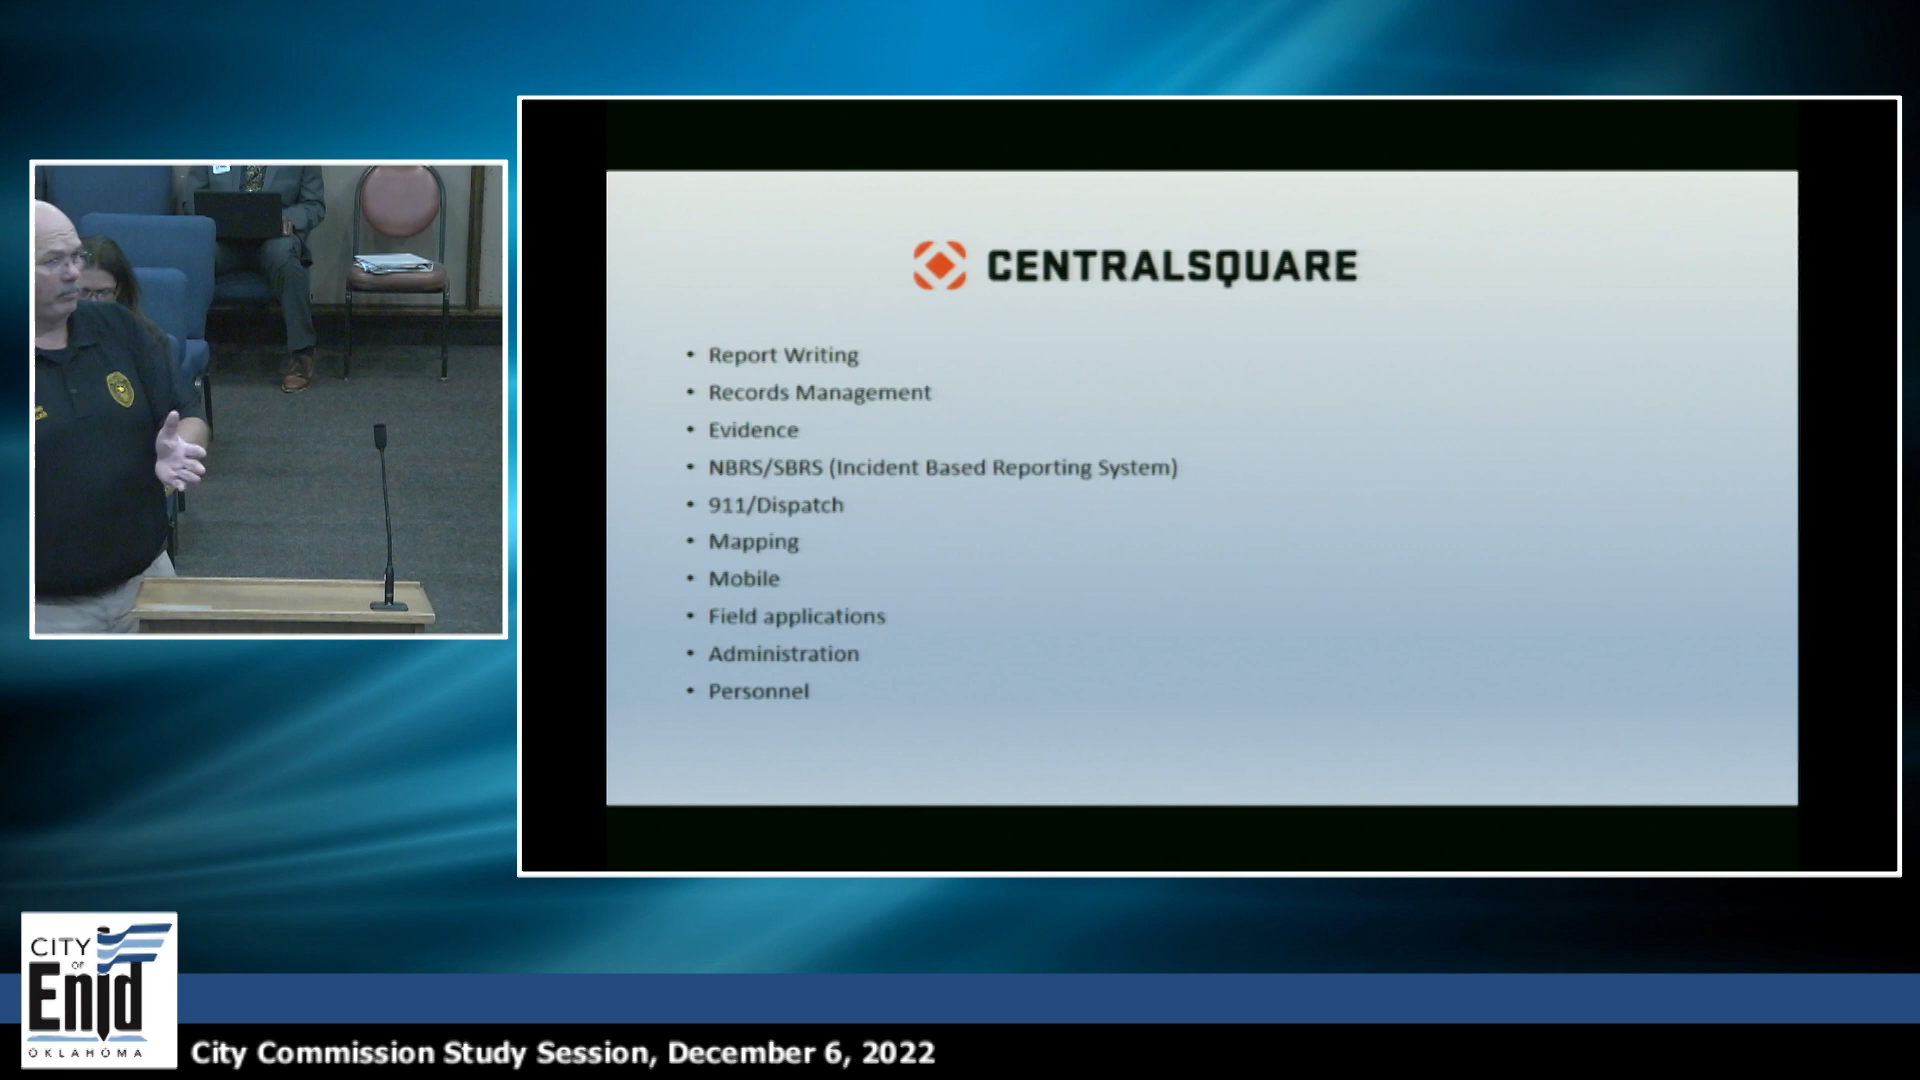 CENTRALSQUARE
• Report Writing
• Records Management
• Evidence
• NBRS/SBRS (Incident Based Reporting System)
• 911/Dispatch
• Mapping
• Mobile
• Field applications
• Administration
• Personnel
CITY
OF
Enid
OKLAHOMA
City Commission Study Session, December 6, 2022